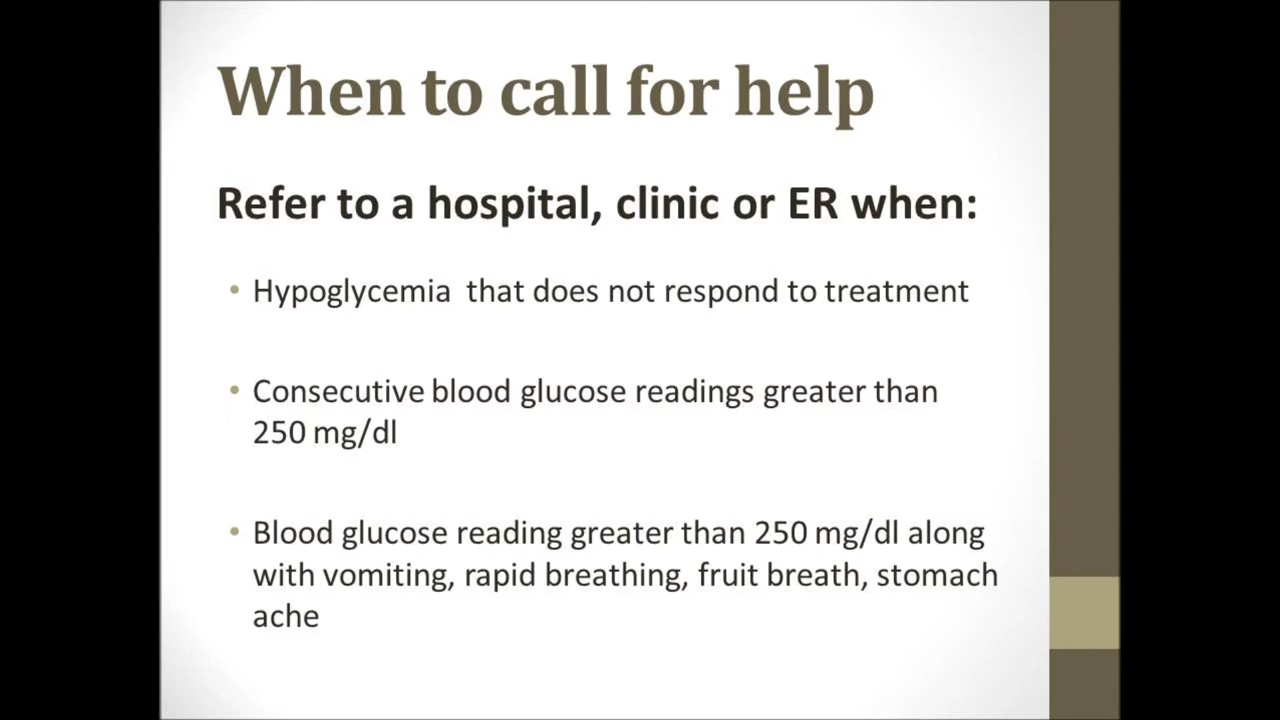 When to call for help
Refer to a hospital, clinic or ER when:
• Hypoglycemia  that does not respond to treatment
• Consecutive blood glucose readings greater than
250 mg/dl
• Blood glucose reading greater than 250 mg/dl along
with vomiting, rapid breathing, fruit breath, stomach
ache